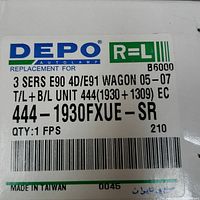 DEPO
AUTOLAMP
R=L
REPLACEMENT FOR
B6000
3 SERS E90 4D/E91 WAGON 05-07
T/L+B/L UNIT 444(1930+1309) EC
444-1930FXUE-SR
QTY:1 FPS
210
MADE IN TAIWAN
0046